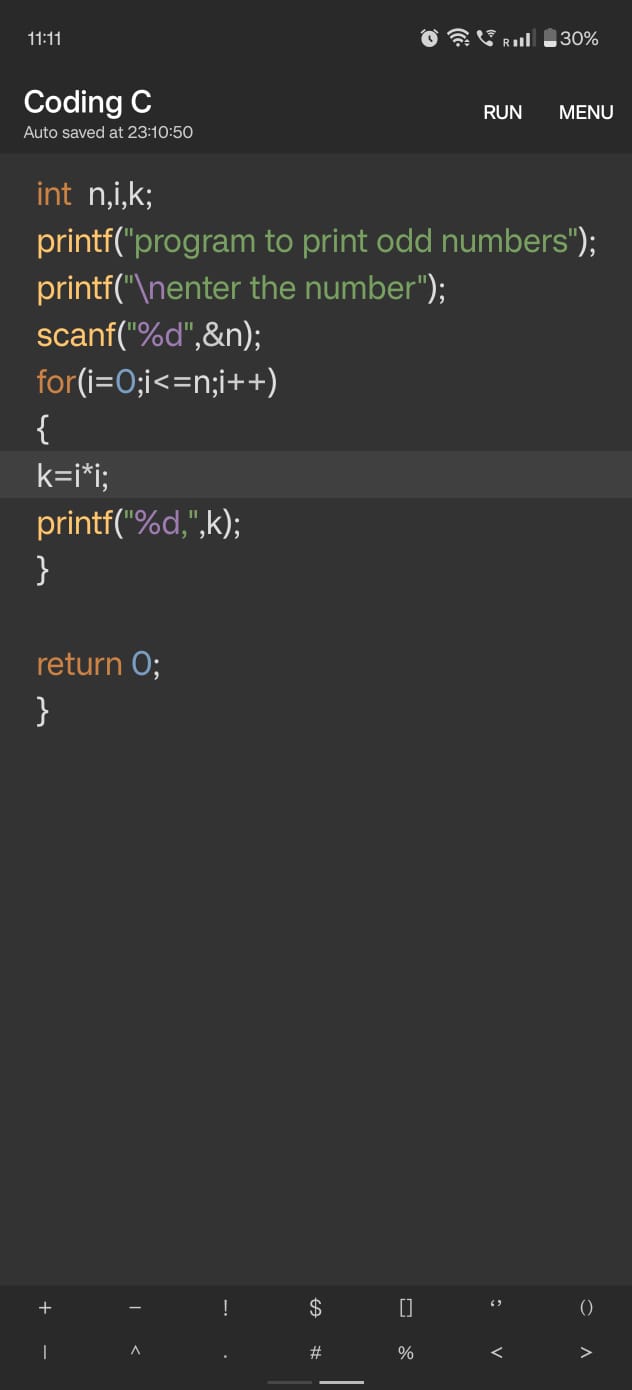 11:11 R 30%
Coding C
Auto saved at 23:10:50
RUN MENU
int n,i,k;
printf("program to print odd numbers");
printf("\nenter the number");
scanf("%d",&n);
for(i=0;i<=n;i++)
{
k=i*i;
printf("%d,",k);
}
return 0;
}
+ − ! $ [] ‘’ ()
| ^ . # % < >